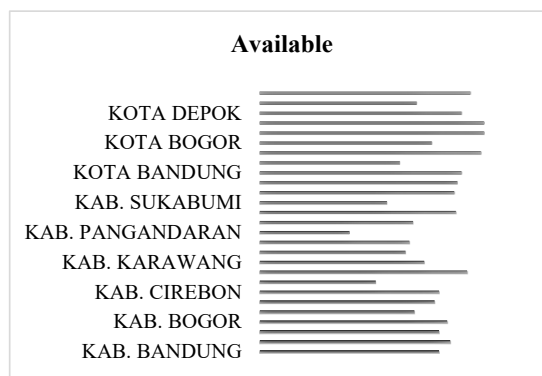 Available
KOTA DEPOK
KOTA BOGOR
KOTA BANDUNG
KAB. SUKABUMI
KAB. PANGANDARAN
KAB. KARAWANG
KAB. CIREBON
KAB. BOGOR
KAB. BANDUNG